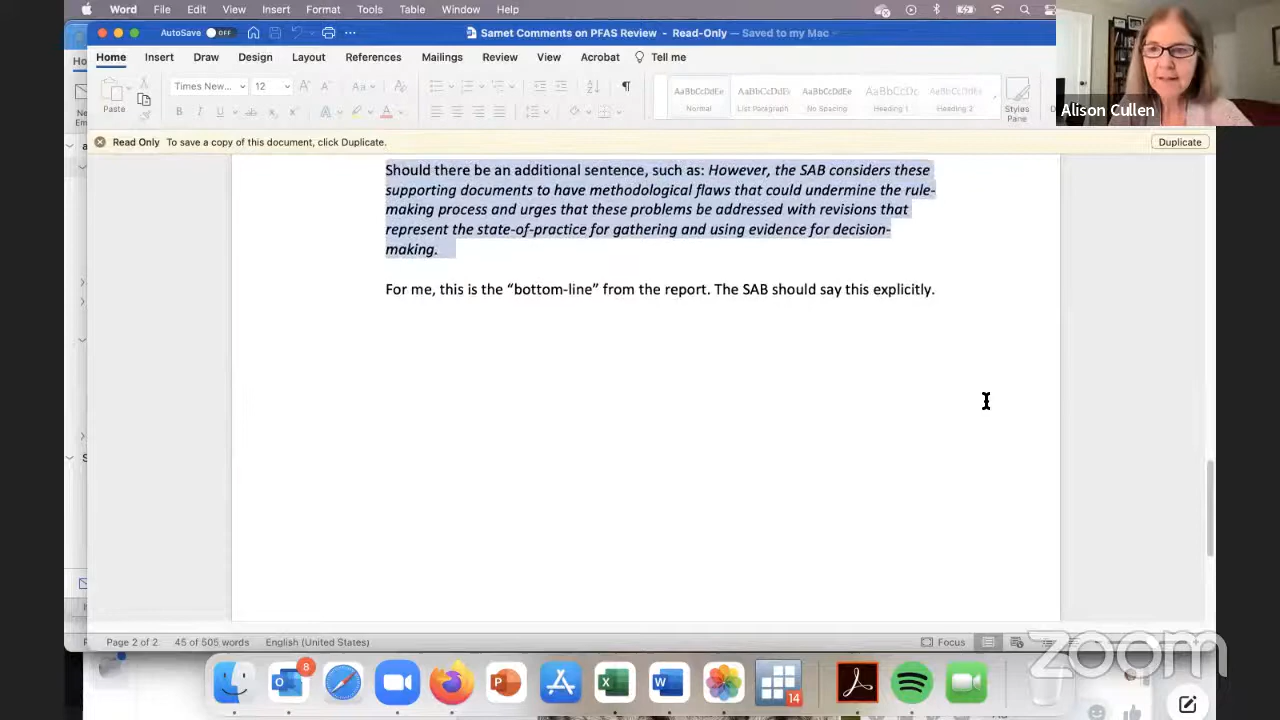 Word File Edit View Insert Format Tools Table Window Help
AutoSave OFF
Samet Comments on PFAS Review - Read-Only — Saved to my Mac
Home Insert Draw Design Layout References Mailings Review View Acrobat Tell me
Paste
Times New... 12
AaBbCcDdEe AaBbCcDdEe AaBbCcDdEe AaBbCcDc AaBbCcDdEe
Normal List Paragraph No Spacing Heading 1 Heading 2
Styles
Pane
Alison Cullen
Read Only To save a copy of this document, click Duplicate.
Duplicate
Should there be an additional sentence, such as: However, the SAB considers these
supporting documents to have methodological flaws that could undermine the rule-
making process and urges that these problems be addressed with revisions that
represent the state-of-practice for gathering and using evidence for decision-
making.
For me, this is the “bottom-line” from the report. The SAB should say this explicitly.
Page 2 of 2 45 of 505 words English (United States)
Focus
zoom
8
14